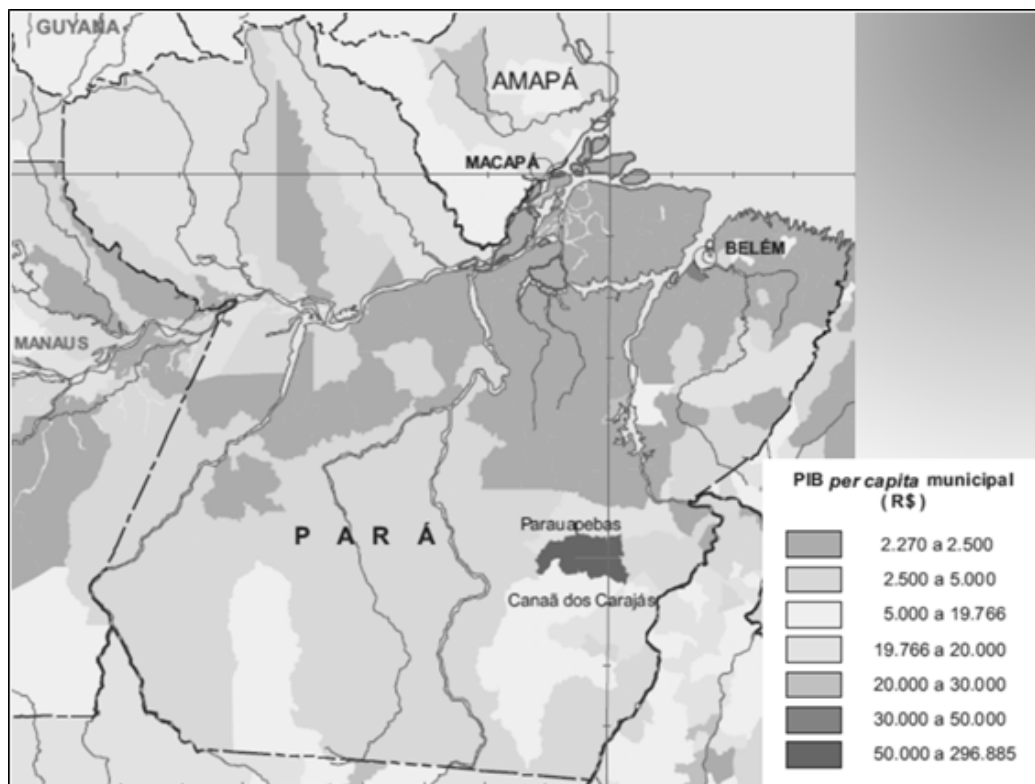 GUYANA
AMAPÁ
MACAPÁ
BELÉM
MANAUS
PARÁ
Parauapebas
Canaã dos Carajás
PIB per capita municipal
( R$ )
2.270 a 2.500
2.500 a 5.000
5.000 a 19.766
19.766 a 20.000
20.000 a 30.000
30.000 a 50.000
50.000 a 296.885